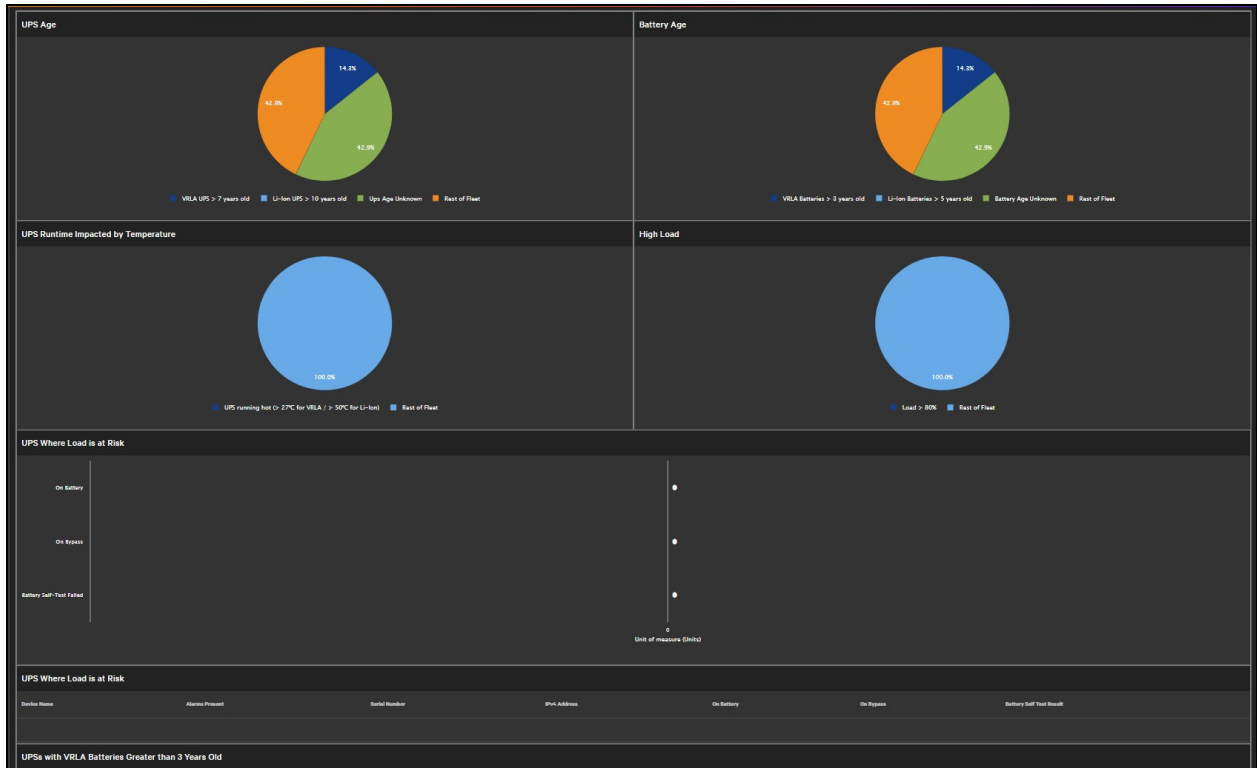 UPS Age
Battery Age
14.3%
42.9%
42.9%
14.3%
42.9%
42.9%
VRLA UPS > 7 years old Li-Ion UPS > 10 years old Ups Age Unknown Rest of Fleet
VRLA Batteries > 3 years old Li-Ion Batteries > 5 years old Battery Age Unknown Rest of Fleet
UPS Runtime Impacted by Temperature
High Load
100.0%
100.0%
UPS running hot (> 27°C for VRLA / > 50°C for Li-Ion) Rest of Fleet
Load > 80% Rest of Fleet
UPS Where Load is at Risk
On Battery
0
On Bypass
0
Battery Self-Test Failed
0
0
Unit of measure (Units)
UPS Where Load is at Risk
Device Name Alarms Present Serial Number IPv4 Address On Battery On Bypass Battery Self Test Result
UPSs with VRLA Batteries Greater than 3 Years Old